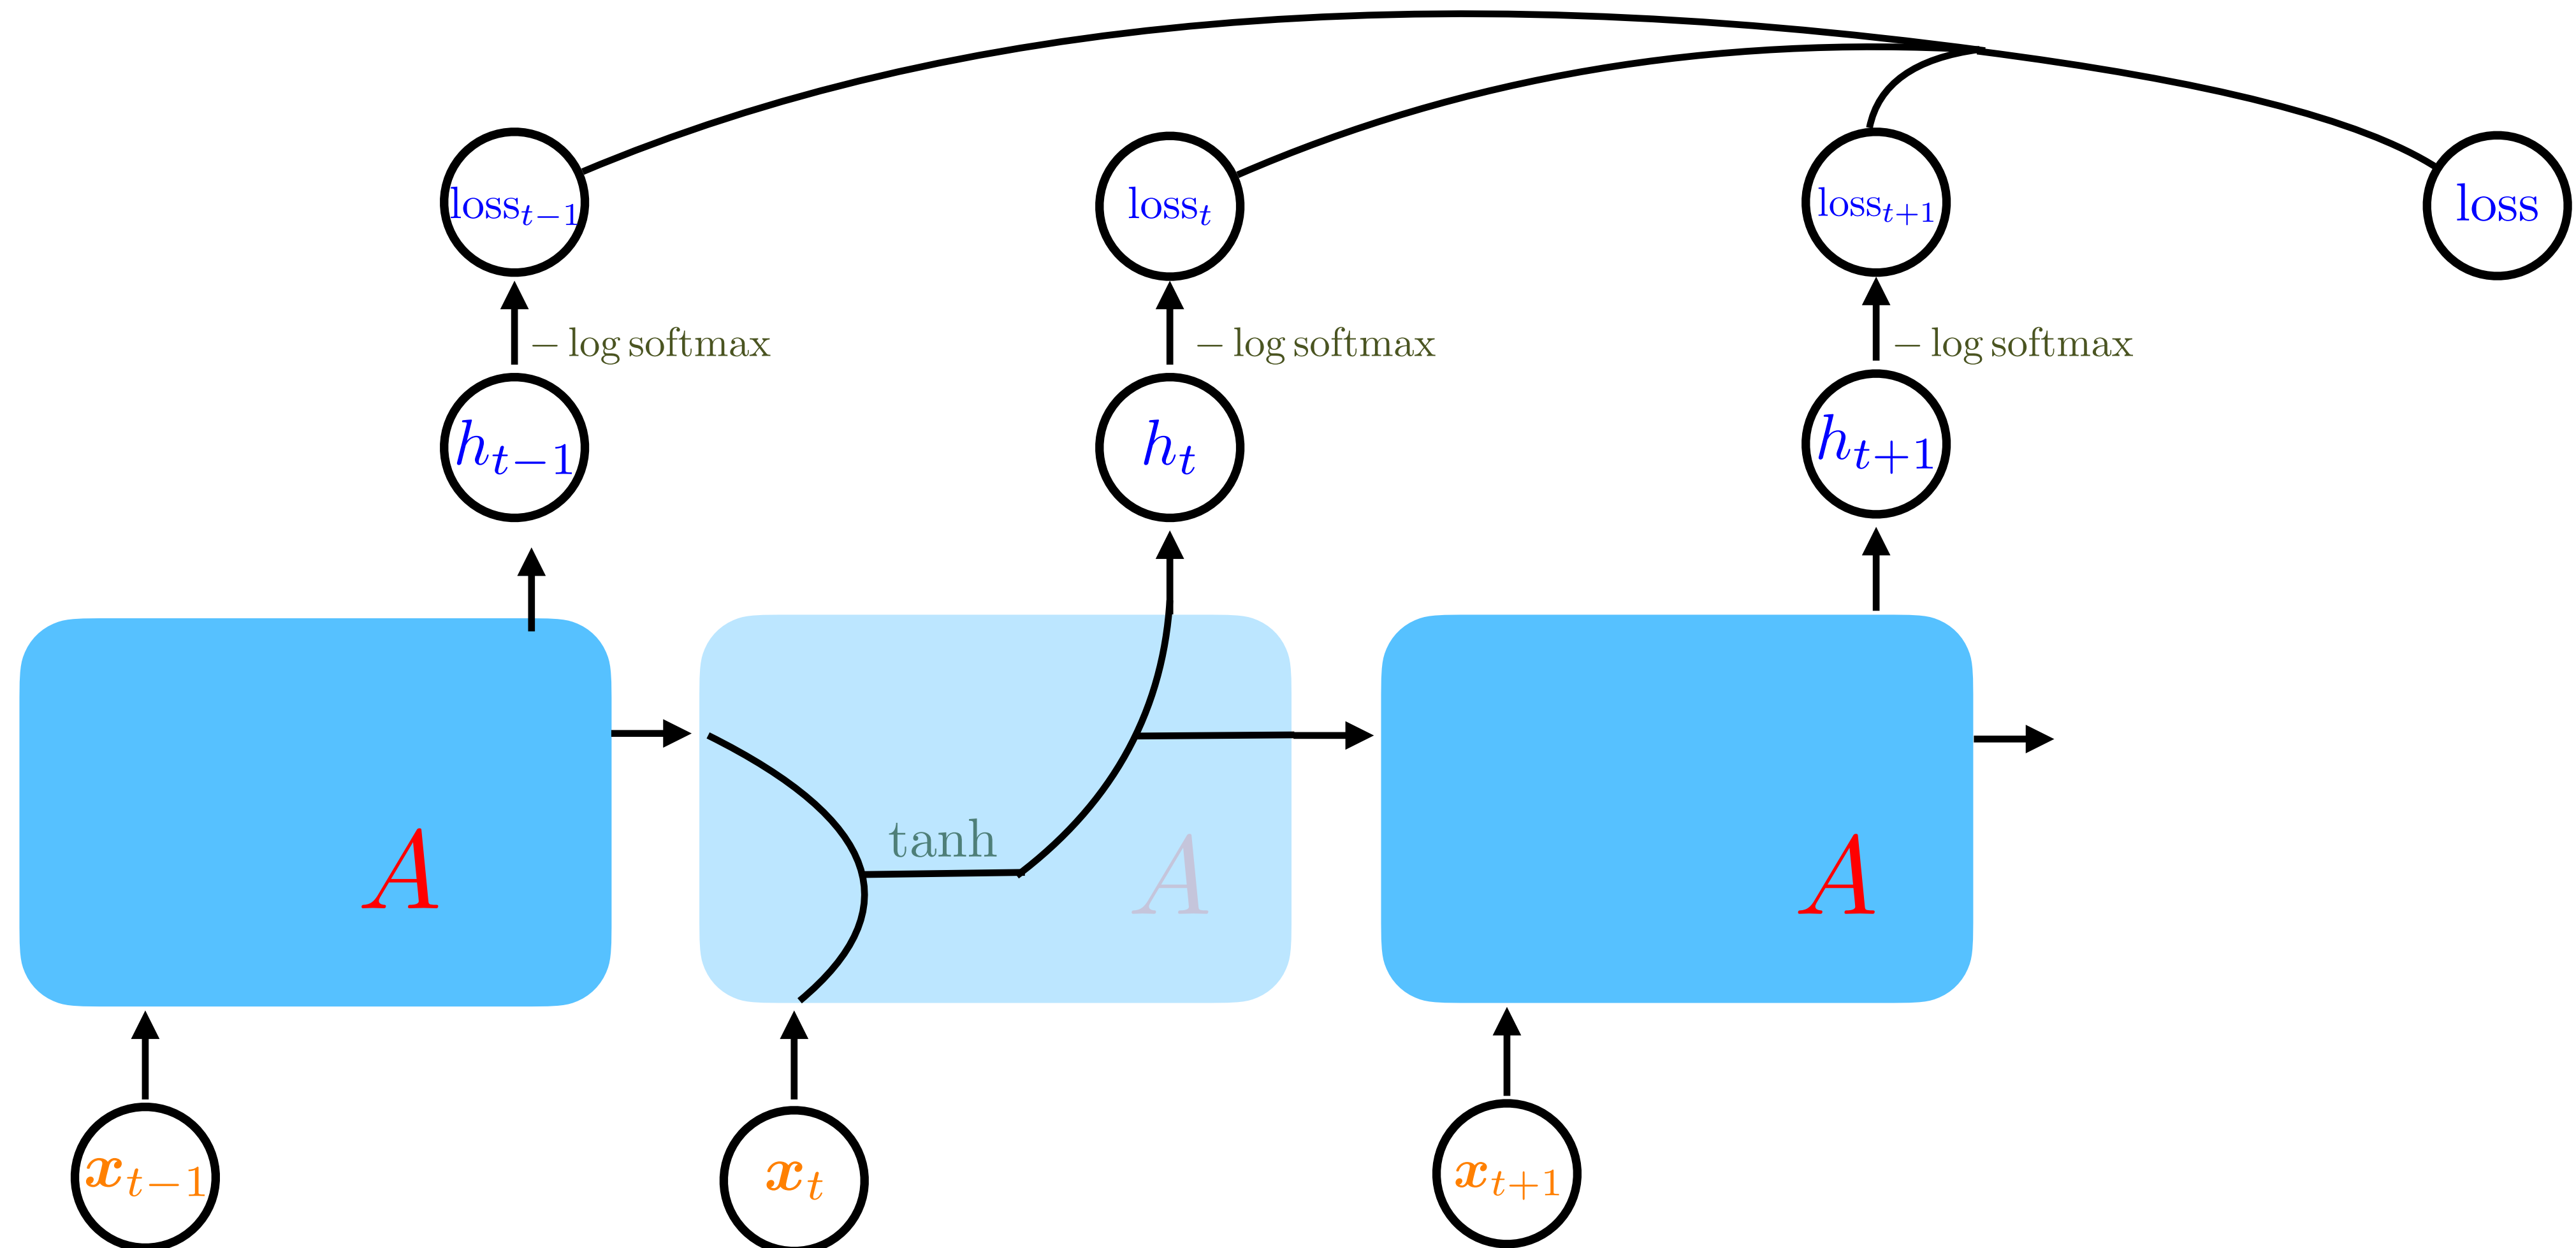 loss_{t-1} loss_t loss_{t+1} loss
− log softmax − log softmax − log softmax
h_{t-1} h_t h_{t+1}
tanh
A A A
x_{t-1} x_t x_{t+1}